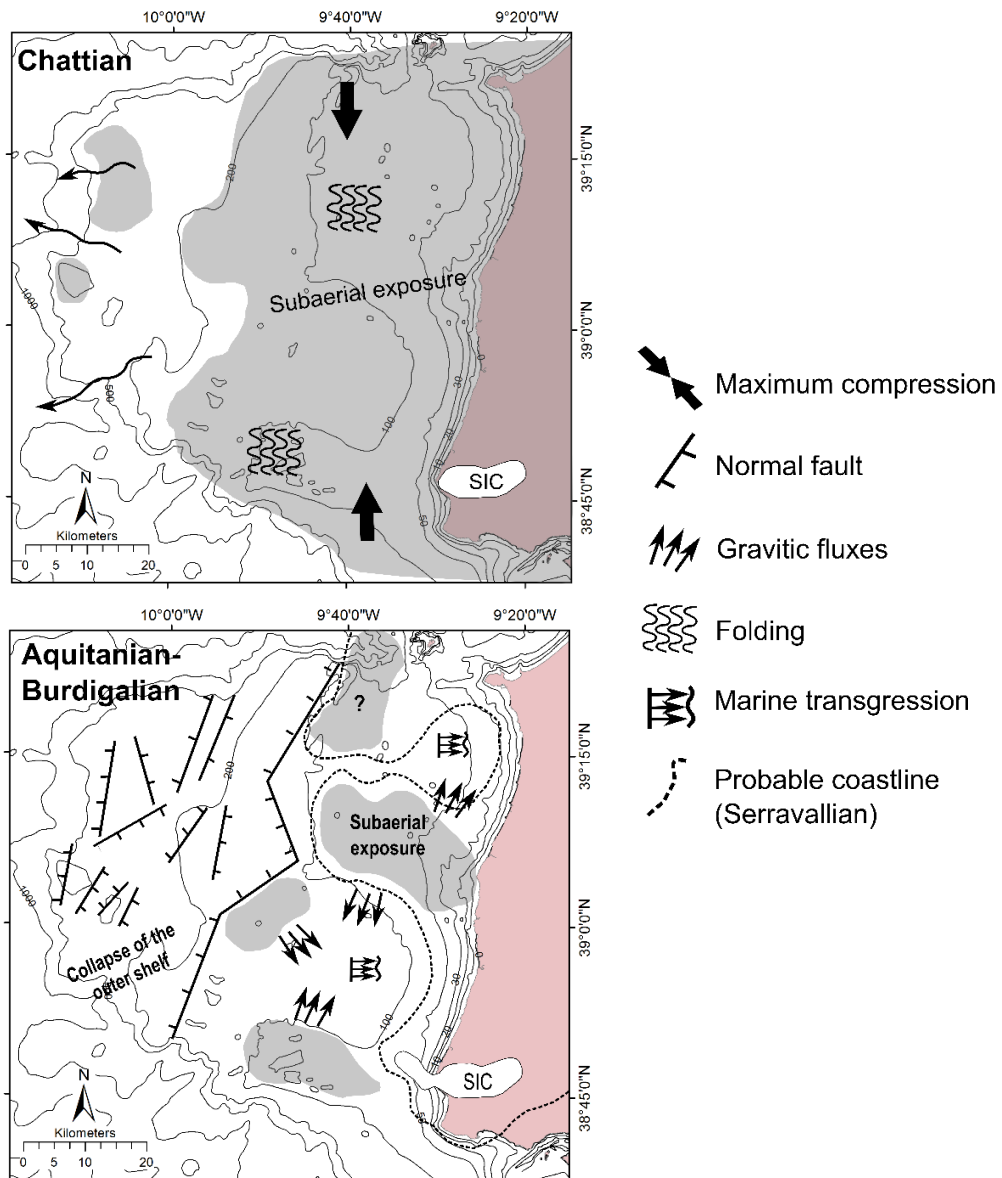 10°0'0"W 9°40'0"W 9°20'0"W
Chattian
39°15'0"N
200
Subaerial exposure
39°0'0"N
1000
500
30
100
10
20
N
SIC
38°45'0"N
50
Kilometers
0 5 10 20
10°0'0"W 9°40'0"W 9°20'0"W
Aquitanian-
Burdigalian
?
39°15'0"N
200
Subaerial
exposure
1000
39°0'0"N
Collapse of the
outer shelf
30
100
20
10
N
SIC
38°45'0"N
50
Kilometers
0 5 10 20
Maximum compression
Normal fault
Gravitic fluxes
Folding
Marine transgression
Probable coastline
(Serravallian)